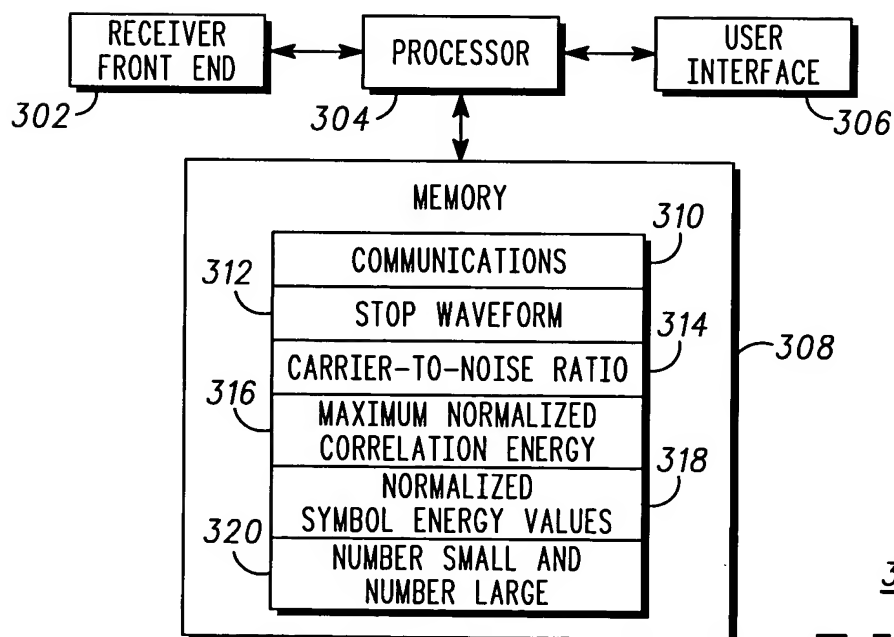 RECEIVER
FRONT END
PROCESSOR
USER
INTERFACE
302
304
306
MEMORY
310
COMMUNICATIONS
312
STOP WAVEFORM
314
CARRIER-TO-NOISE RATIO
308
316
MAXIMUM NORMALIZED
CORRELATION ENERGY
318
NORMALIZED
SYMBOL ENERGY VALUES
320
NUMBER SMALL AND
NUMBER LARGE